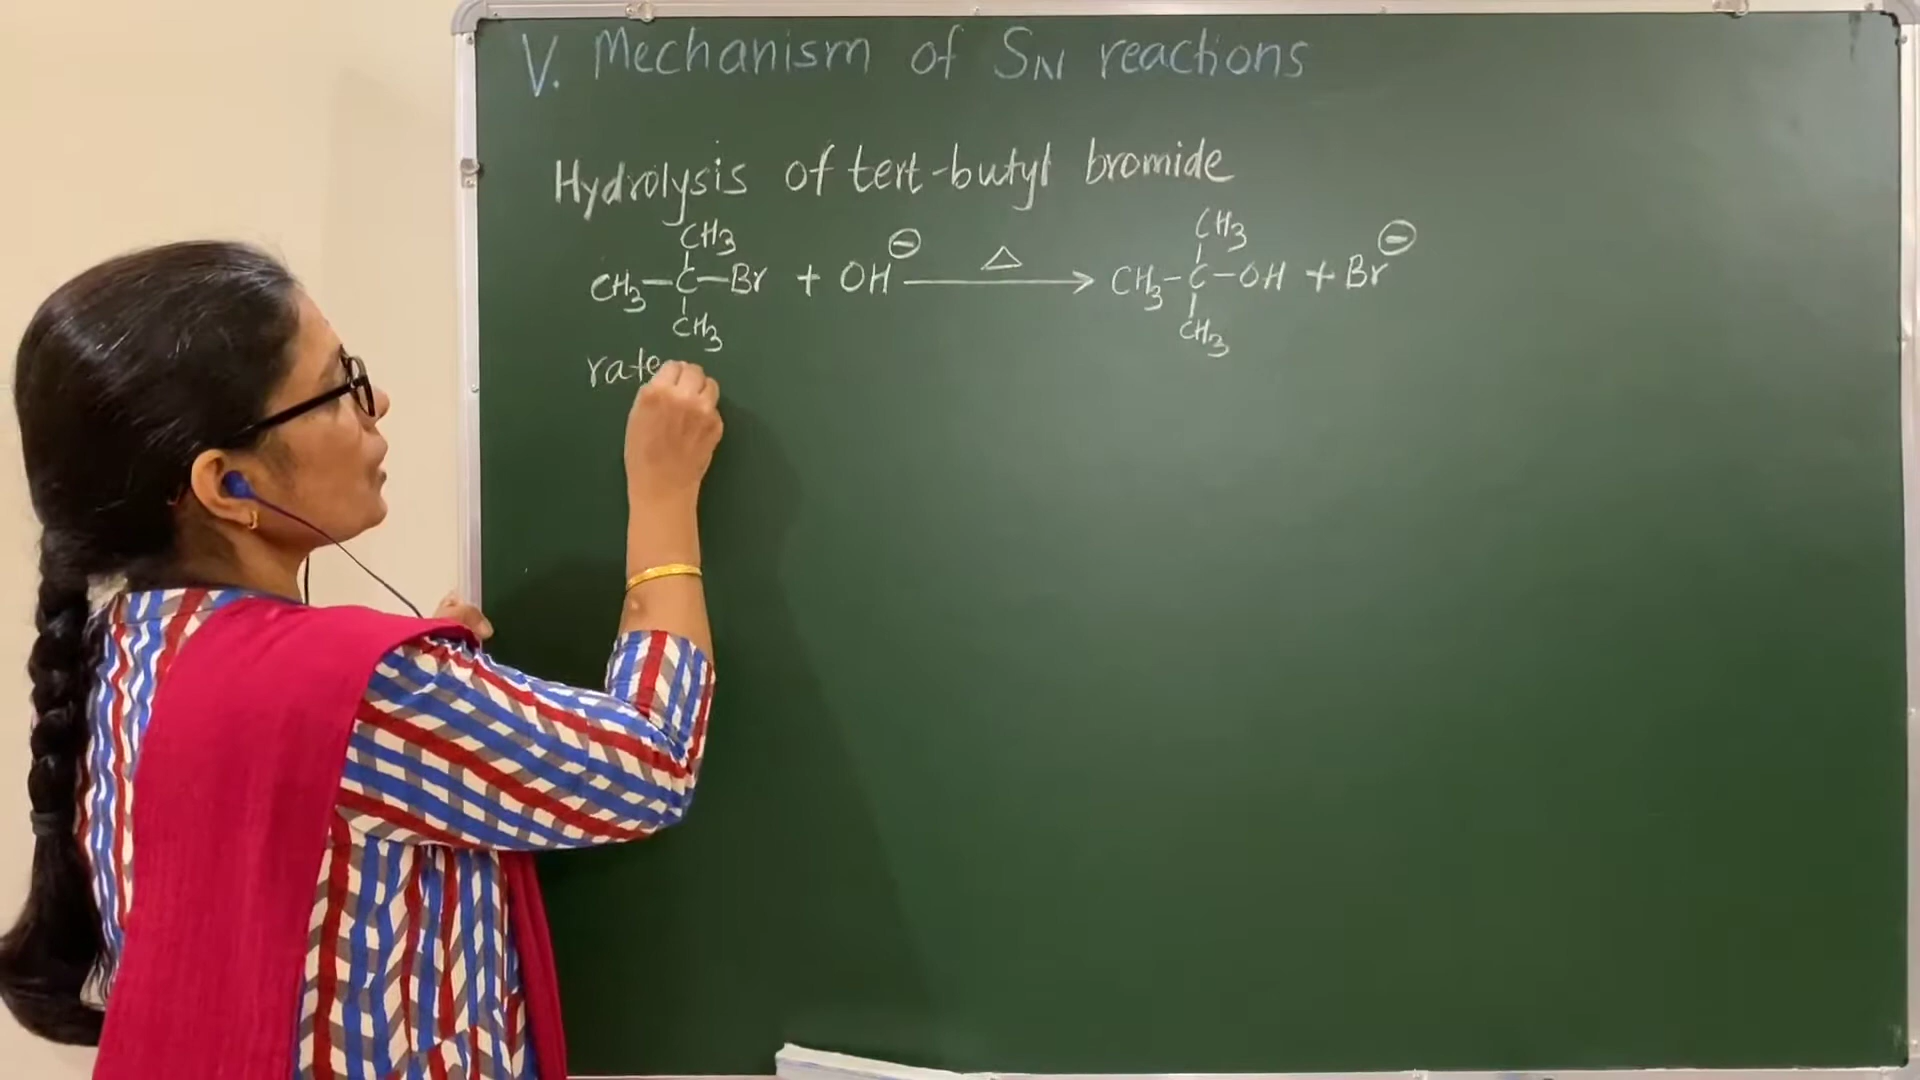 V. Mechanism of SN reactions
Hydrolysis of tert-butyl bromide
CH3 CH3
CH3-C-Br + OH⊖ △→ CH3-C-OH + Br⊖
CH3 CH3
rate